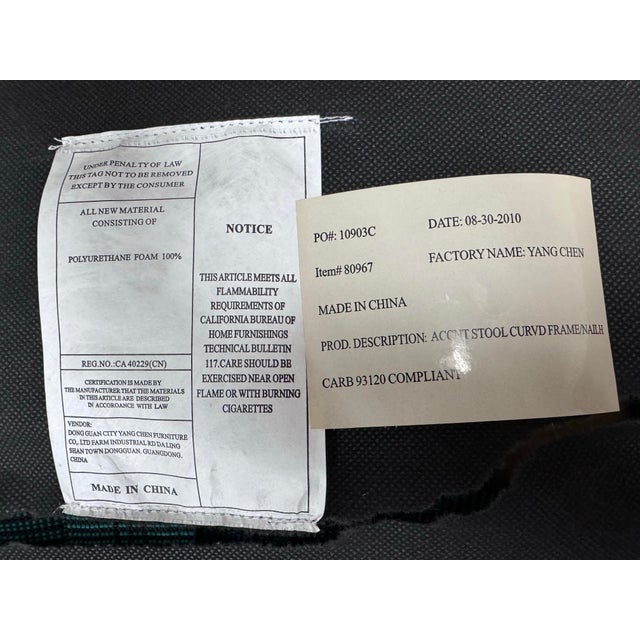 UNDER PENALTY OF LAW
THIS TAG NOT TO BE REMOVED
EXCEPT BY THE CONSUMER
ALL NEW MATERIAL
CONSISTING OF
POLYURETHANE FOAM 100%
REG.NO.:CA 40229(CN)
CERTIFICATION IS MADE BY
THE MANUFACTURER THAT THE MATERIALS
IN THIS ARTICLE ARE DESCRIBED
IN ACCORDANCE WITH LAW
VENDOR:
DONG GUAN CITY YANG CHEN FURNITURE
CO., LTD FARM INDUSTRIAL RD DA LING
SHAN TOWN DONGGUAN, GUANGDONG,
CHINA
MADE IN CHINA
NOTICE
THIS ARTICLE MEETS ALL
FLAMMABILITY
REQUIREMENTS OF
CALIFORNIA BUREAU OF
HOME FURNISHINGS
TECHNICAL BULLETIN
117.CARE SHOULD BE
EXERCISED NEAR OPEN
FLAME OR WITH BURNING
CIGARETTES
PO#: 10903C DATE: 08-30-2010
Item# 80967 FACTORY NAME: YANG CHEN
MADE IN CHINA
PROD. DESCRIPTION: ACCNT STOOL CURVD FRAME/NAILH
CARB 93120 COMPLIANT